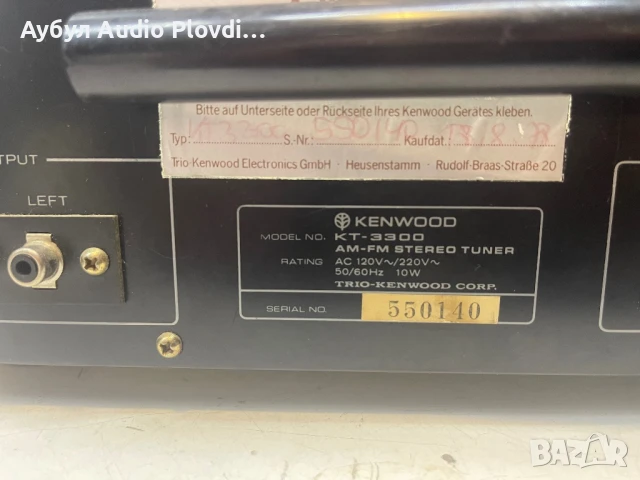 Аубул Audio Plovdi...
Bitte auf Unterseite oder Rückseite Ihres Kenwood Gerätes kleben.
Typ: S.-Nr.: Kaufdat.:
Trio-Kenwood Electronics GmbH · Heusenstamm · Rudolf-Braas-Straße 20
TPUT
LEFT
KENWOOD
MODEL NO. KT-3300
AM-FM STEREO TUNER
RATING AC 120V~/220V~
50/60Hz 10W
TRIO-KENWOOD CORP.
SERIAL NO. 550140
BAZAR